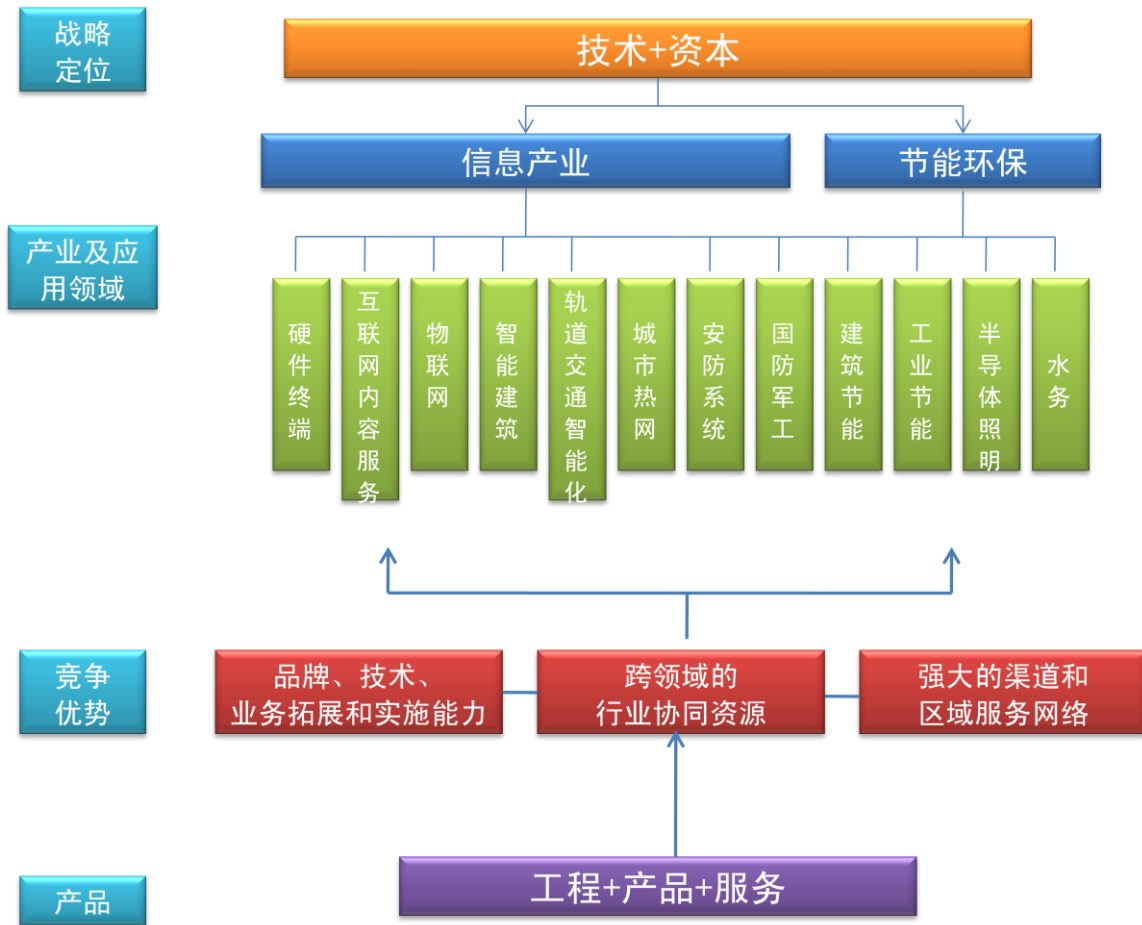 战略
定位
技术+资本
信息产业
节能环保
产业及应
用领域
硬件终端
互联网内容服务
物联网
智能建筑
轨道交通智能化
城市热网
安防系统
国防军工
建筑节能
工业节能
半导体照明
水务
竞争
优势
品牌、技术、
业务拓展和实施能力
跨领域的
行业协同资源
强大的渠道和
区域服务网络
产品
工程+产品+服务